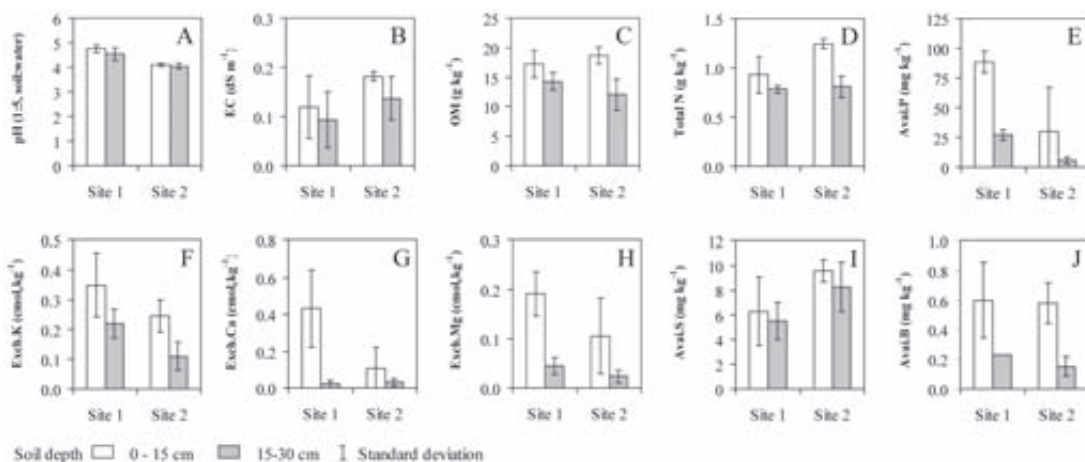 A
pH (1:5, soil:water)
6
5
4
3
2
1
0
Site 1 Site 2
B
EC (dS m⁻¹)
0.3
0.2
0.1
0.0
Site 1 Site 2
C
OM (g kg⁻¹)
25
20
15
10
5
0
Site 1 Site 2
D
Total N (g kg⁻¹)
1.5
1.0
0.5
0.0
Site 1 Site 2
E
Avai.P (mg kg⁻¹)
125
100
75
50
25
0
Site 1 Site 2
F
Exch.K (cmolckg⁻¹)
0.5
0.4
0.3
0.2
0.1
0.0
Site 1 Site 2
G
Exch.Ca (cmolckg⁻¹)
0.8
0.6
0.4
0.2
0.0
Site 1 Site 2
H
Exch.Mg (cmolckg⁻¹)
0.3
0.2
0.1
0.0
Site 1 Site 2
I
Avai.S (mg kg⁻¹)
12
10
8
6
4
2
0
Site 1 Site 2
J
Avai.B (mg kg⁻¹)
1.0
0.8
0.6
0.4
0.2
0.0
Site 1 Site 2
Soil depth 0 - 15 cm 15-30 cm Standard deviation